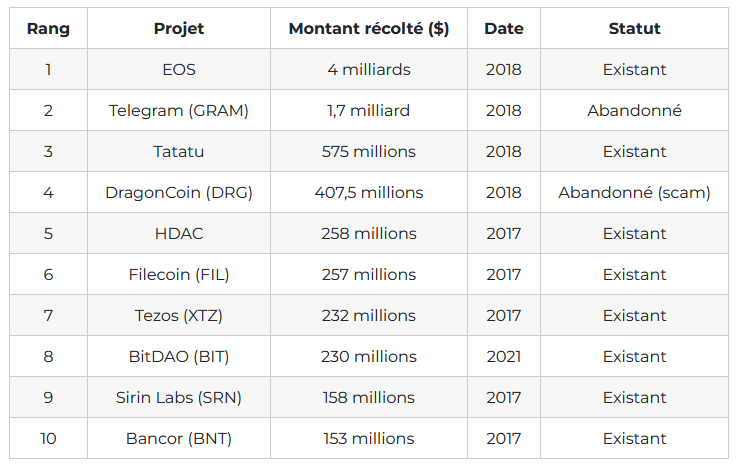 Rang Projet Montant récolté ($) Date Statut
1 EOS 4 milliards 2018 Existant
2 Telegram (GRAM) 1,7 milliard 2018 Abandonné
3 Tatatu 575 millions 2018 Existant
4 DragonCoin (DRG) 407,5 millions 2018 Abandonné (scam)
5 HDAC 258 millions 2017 Existant
6 Filecoin (FIL) 257 millions 2017 Existant
7 Tezos (XTZ) 232 millions 2017 Existant
8 BitDAO (BIT) 230 millions 2021 Existant
9 Sirin Labs (SRN) 158 millions 2017 Existant
10 Bancor (BNT) 153 millions 2017 Existant